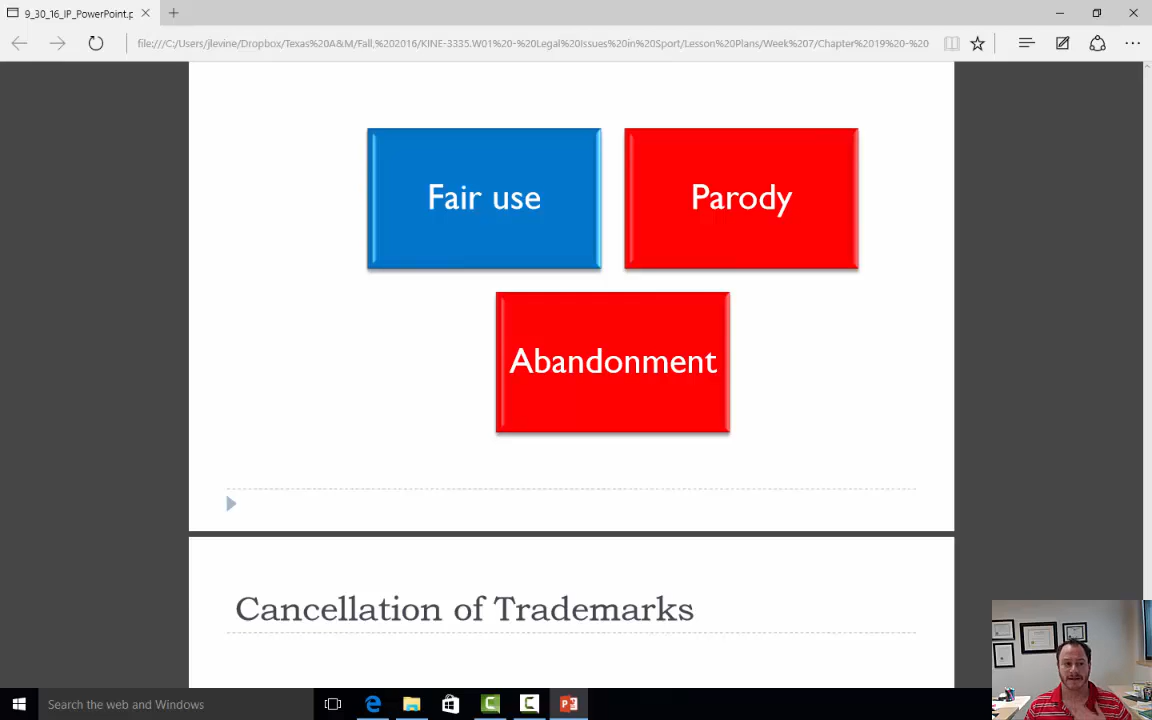 9_30_16_IP_PowerPoint.p
file:///C:/Users/jlevine/Dropbox/Texas%20A&M/Fall,%202016/KINE-3335.W01%20-%20Legal%20Issues%20in%20Sport/Lesson%20Plans/Week%207/Chapter%2019%20-%20
Fair use
Parody
Abandonment
Cancellation of Trademarks
Search the web and Windows